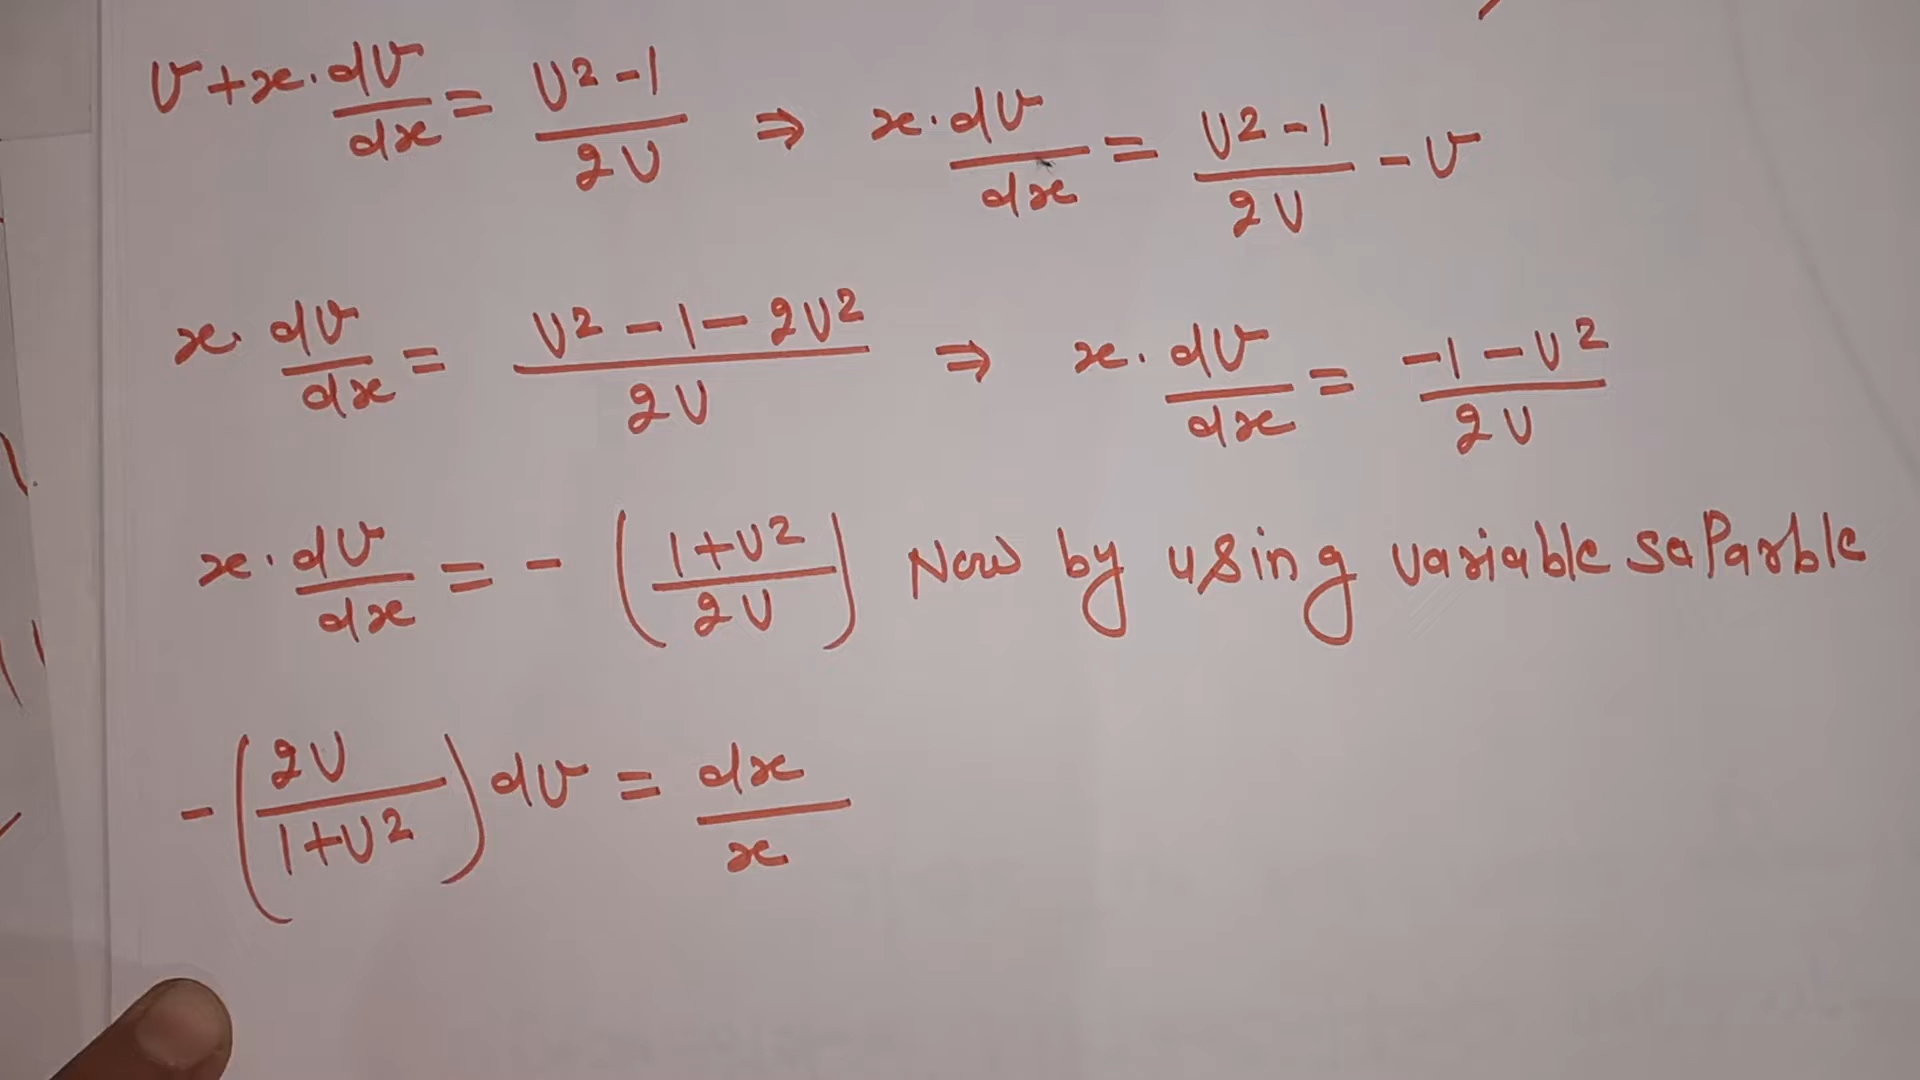 v + x. dv/dx = v² - 1 / 2v ⇒ x. dv/dx = v² - 1 / 2v - v
x. dv/dx = v² - 1 - 2v² / 2v ⇒ x. dv/dx = -1 - v² / 2v
x. dv/dx = - (1 + v² / 2v) Now by using variable saParble
- (2v / 1 + v²) dv = dx / x